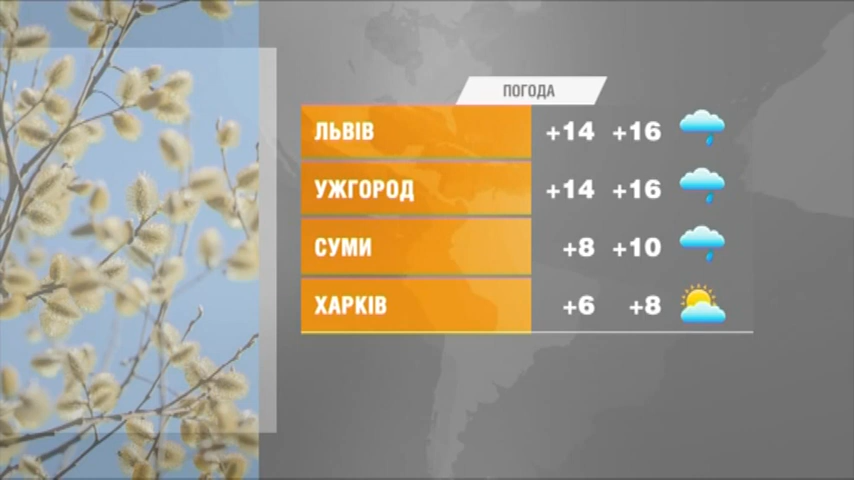 ПОГОДА
ЛЬВІВ +14 +16
УЖГОРОД +14 +16
СУМИ +8 +10
ХАРКІВ +6 +8